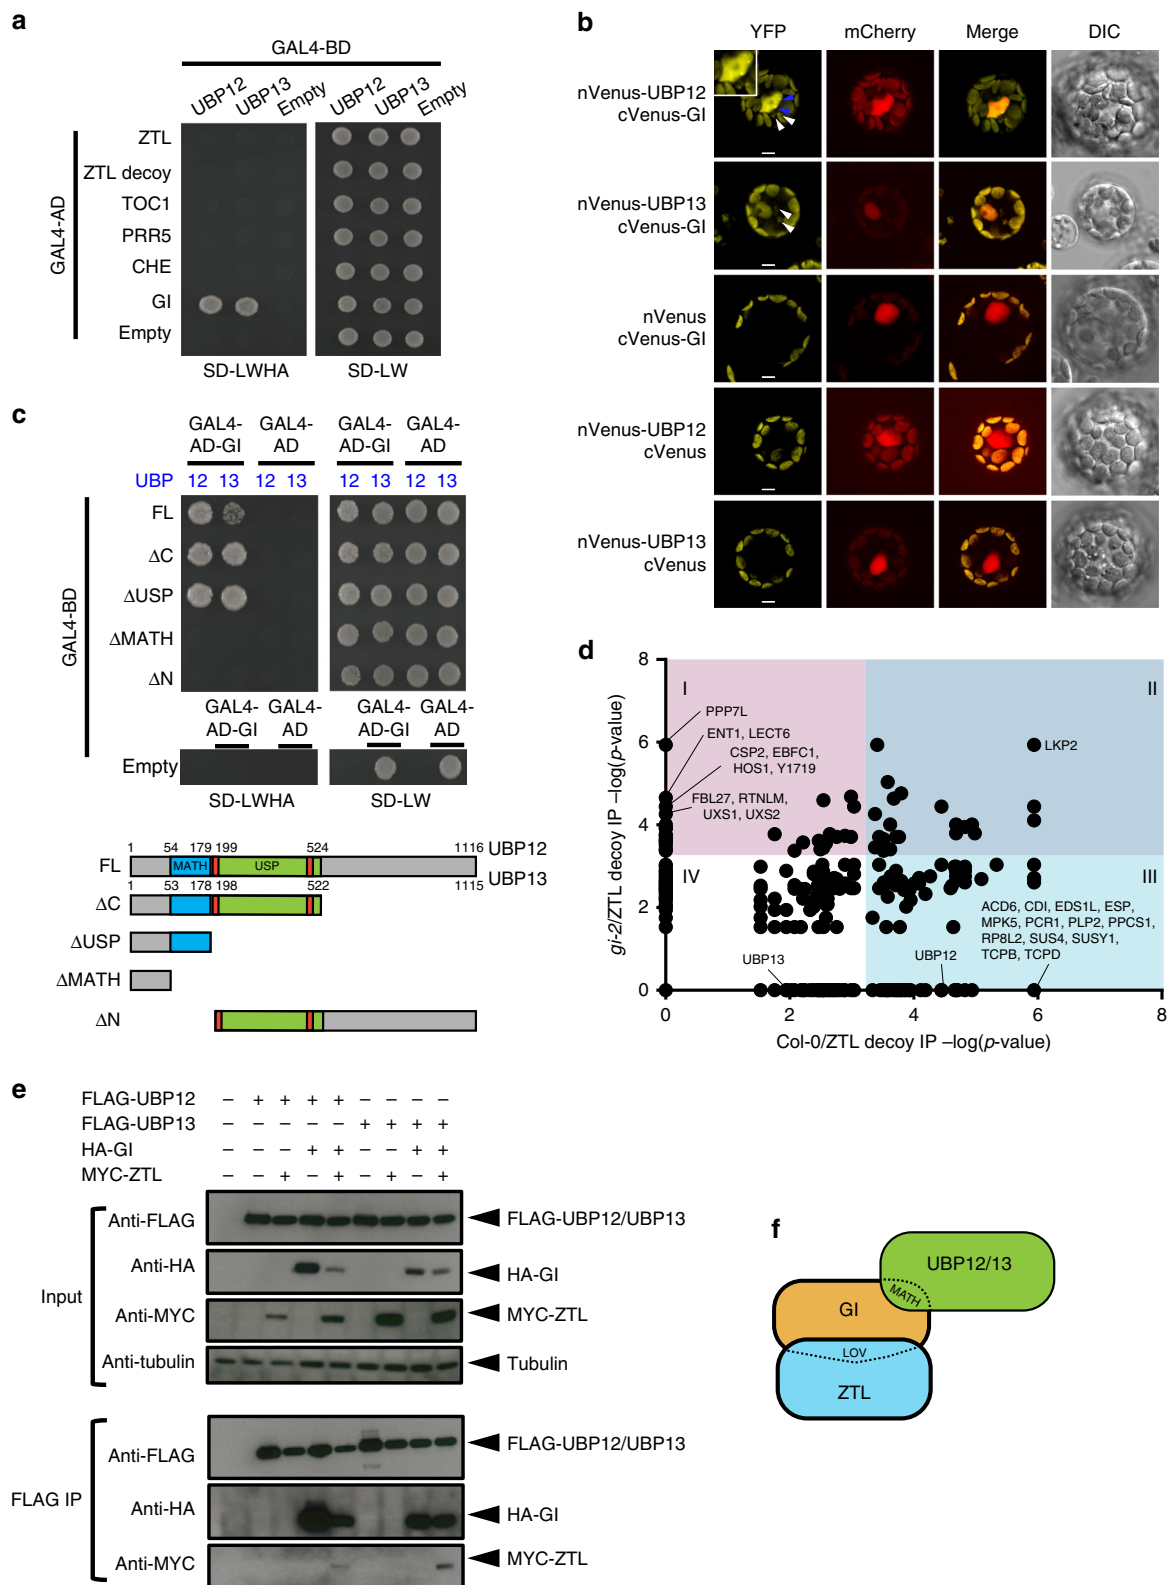 a
GAL4-BD
UBP12 UBP13 Empty UBP12 UBP13 Empty
GAL4-AD
ZTL
ZTL decoy
TOC1
PRR5
CHE
GI
Empty
SD-LWHA SD-LW
b
YFP mCherry Merge DIC
nVenus-UBP12
cVenus-GI
nVenus-UBP13
cVenus-GI
nVenus
cVenus-GI
nVenus-UBP12
cVenus
nVenus-UBP13
cVenus
c
GAL4-AD-GI GAL4-AD GAL4-AD-GI GAL4-AD
UBP 12 13 12 13 12 13 12 13
GAL4-BD
FL
ΔC
ΔUSP
ΔMATH
ΔN
GAL4-AD-GI GAL4-AD GAL4-AD-GI GAL4-AD
Empty
SD-LWHA SD-LW
1 54 179 199 524 1116 UBP12
FL MATH USP
1 53 178 198 522 1115 UBP13
ΔC
ΔUSP
ΔMATH
ΔN
d
gi-2/ZTL decoy IP –log(p-value)
8
6
4
2
0
I II
IV III
PPP7L
ENT1, LECT6
CSP2, EBFC1,
HOS1, Y1719
FBL27, RTNLM,
UXS1, UXS2
LKP2
ACD6, CDI, EDS1L, ESP,
MPK5, PCR1, PLP2, PPCS1,
RP8L2, SUS4, SUSY1,
TCPB, TCPD
UBP13
UBP12
0 2 4 6 8
Col-0/ZTL decoy IP –log(p-value)
e
FLAG-UBP12 – + + + + – – – –
FLAG-UBP13 – – – – – + + + +
HA-GI – – – + + – – + +
MYC-ZTL – – + – + – + – +
Input
Anti-FLAG FLAG-UBP12/UBP13
Anti-HA HA-GI
Anti-MYC MYC-ZTL
Anti-tubulin Tubulin
FLAG IP
Anti-FLAG FLAG-UBP12/UBP13
Anti-HA HA-GI
Anti-MYC MYC-ZTL
f
UBP12/13
MATH
GI
LOV
ZTL